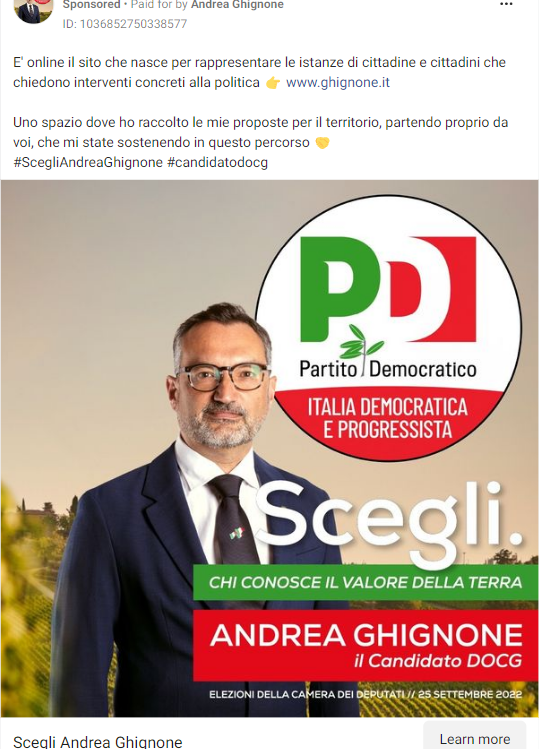 Sponsored • Paid for by Andrea Ghignone
ID: 1036852750338577
E' online il sito che nasce per rappresentare le istanze di cittadine e cittadini che
chiedono interventi concreti alla politica 👉 www.ghignone.it
Uno spazio dove ho raccolto le mie proposte per il territorio, partendo proprio da
voi, che mi state sostenendo in questo percorso 🤝
#ScegliAndreaGhignone #candidatodocg
PD
Partito Democratico
ITALIA DEMOCRATICA
E PROGRESSISTA
Scegli.
CHI CONOSCE IL VALORE DELLA TERRA
ANDREA GHIGNONE
il Candidato DOCG
ELEZIONI DELLA CAMERA DEI DEPUTATI // 25 SETTEMBRE 2022
Scegli Andrea Ghignone
Learn more